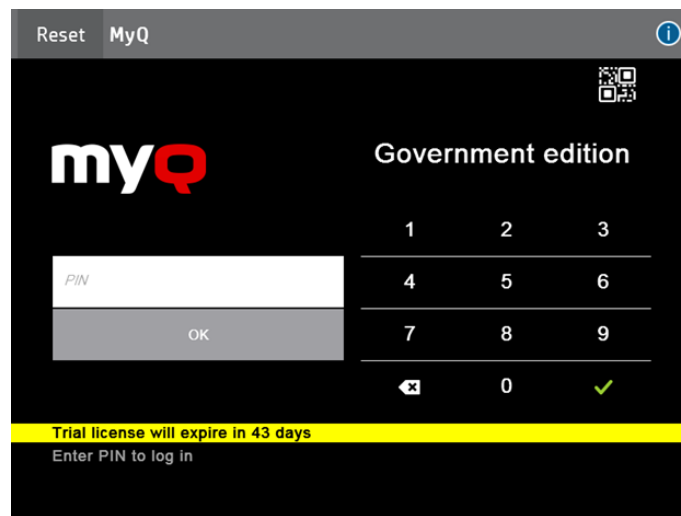 Reset MyQ
myQ
Government edition
1 2 3
PIN
4 5 6
OK
7 8 9
0
Trial license will expire in 43 days
Enter PIN to log in